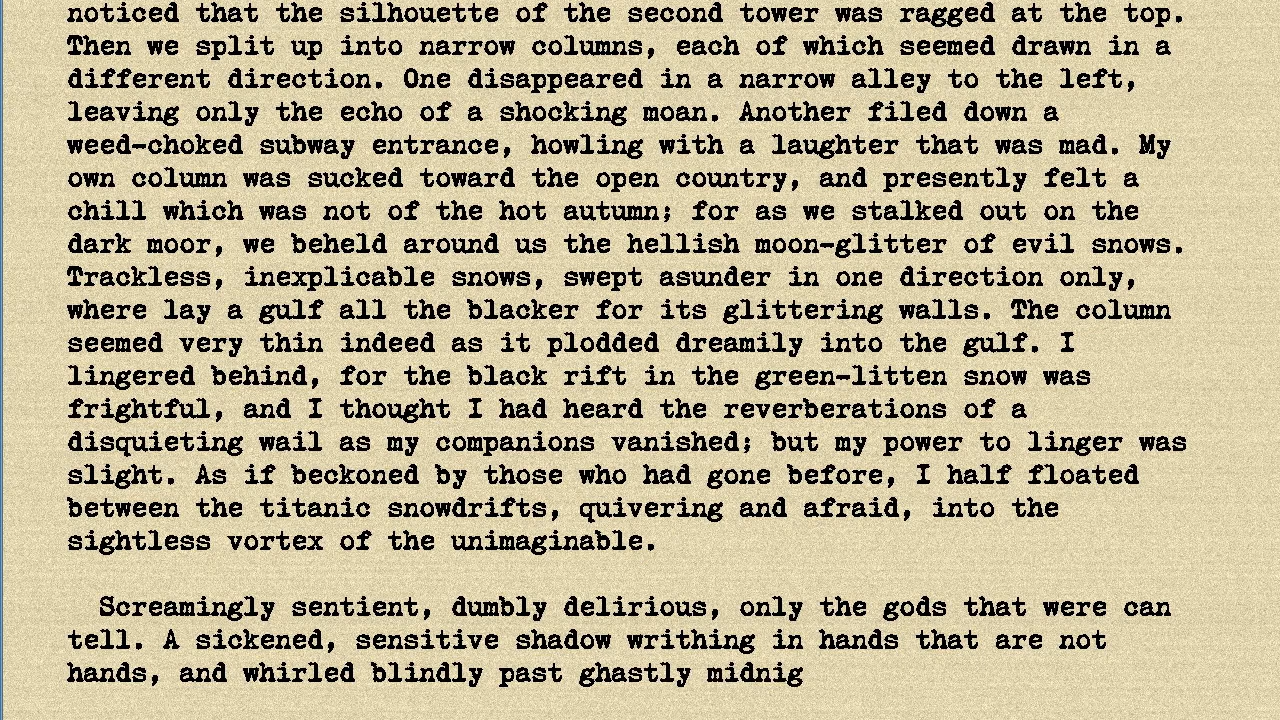 noticed that the silhouette of the second tower was ragged at the top.
Then we split up into narrow columns, each of which seemed drawn in a
different direction. One disappeared in a narrow alley to the left,
leaving only the echo of a shocking moan. Another filed down a
weed-choked subway entrance, howling with a laughter that was mad. My
own column was sucked toward the open country, and presently felt a
chill which was not of the hot autumn; for as we stalked out on the
dark moor, we beheld around us the hellish moon-glitter of evil snows.
Trackless, inexplicable snows, swept asunder in one direction only,
where lay a gulf all the blacker for its glittering walls. The column
seemed very thin indeed as it plodded dreamily into the gulf. I
lingered behind, for the black rift in the green-litten snow was
frightful, and I thought I had heard the reverberations of a
disquieting wail as my companions vanished; but my power to linger was
slight. As if beckoned by those who had gone before, I half floated
between the titanic snowdrifts, quivering and afraid, into the
sightless vortex of the unimaginable.
Screamingly sentient, dumbly delirious, only the gods that were can
tell. A sickened, sensitive shadow writhing in hands that are not
hands, and whirled blindly past ghastly midnig